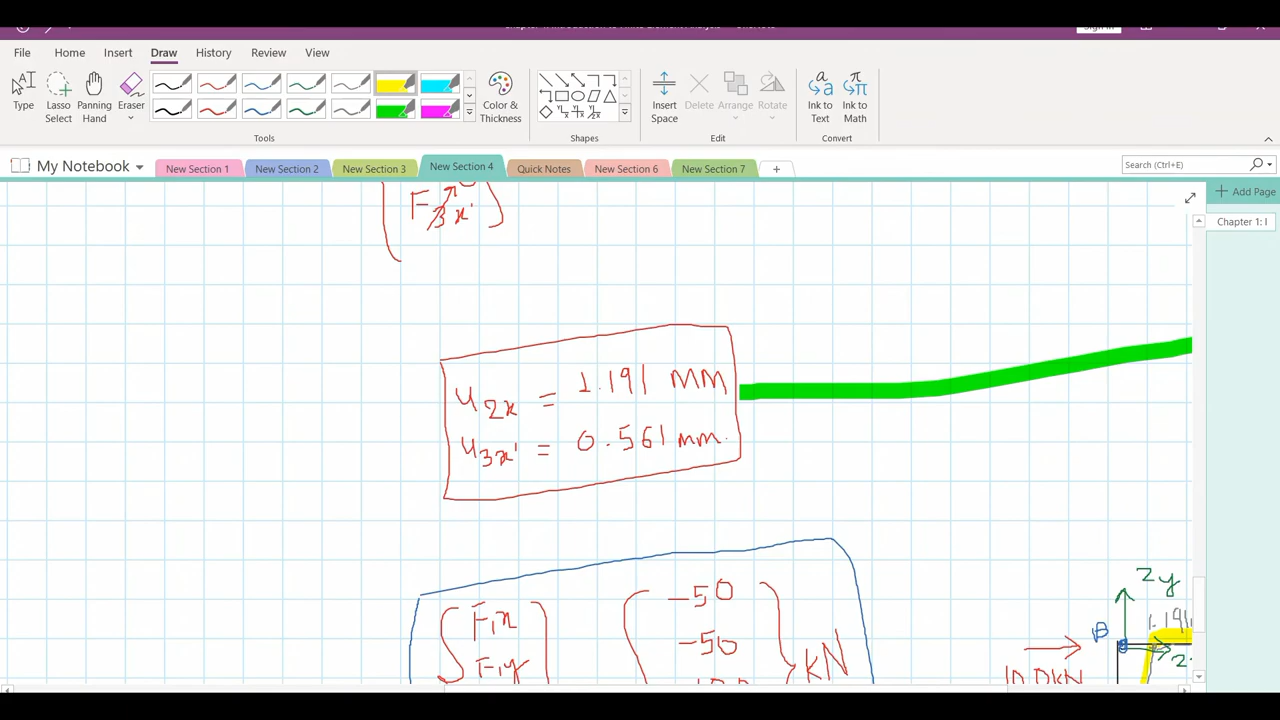 File Home Insert Draw History Review View
Type
Lasso Select
Panning Hand
Eraser
Color & Thickness
Insert Space
Delete
Arrange
Rotate
Ink to Text
Ink to Math
Tools
Shapes
Edit
Convert
My Notebook
New Section 1
New Section 2
New Section 3
New Section 4
Quick Notes
New Section 6
New Section 7
Search (Ctrl+E)
Add Page
Chapter 1: I
F3x'
u2x = 1.191 MM
u3x' = 0.561 mm.
F1x
F1y
-50
-50
kN
2y
B
1.191